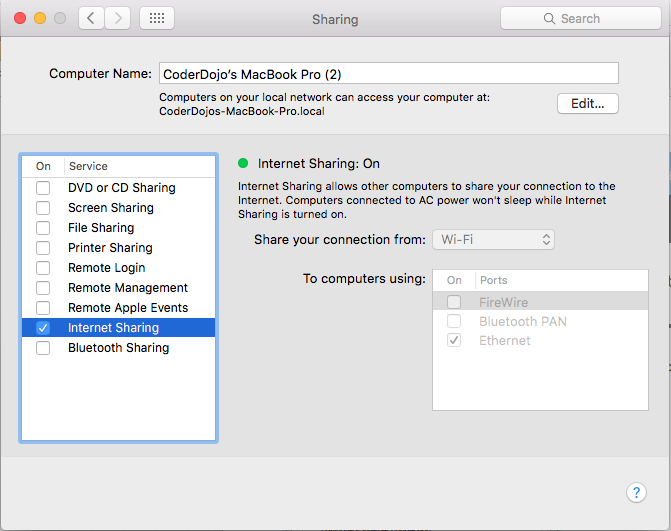 Sharing
Search
Computer Name: CoderDojo's MacBook Pro (2)
Computers on your local network can access your computer at:
CoderDojos-MacBook-Pro.local
Edit...
On Service
DVD or CD Sharing
Screen Sharing
File Sharing
Printer Sharing
Remote Login
Remote Management
Remote Apple Events
Internet Sharing
Bluetooth Sharing
Internet Sharing: On
Internet Sharing allows other computers to share your connection to the
Internet. Computers connected to AC power won't sleep while Internet
Sharing is turned on.
Share your connection from: Wi-Fi
To computers using:
On Ports
FireWire
Bluetooth PAN
Ethernet
?